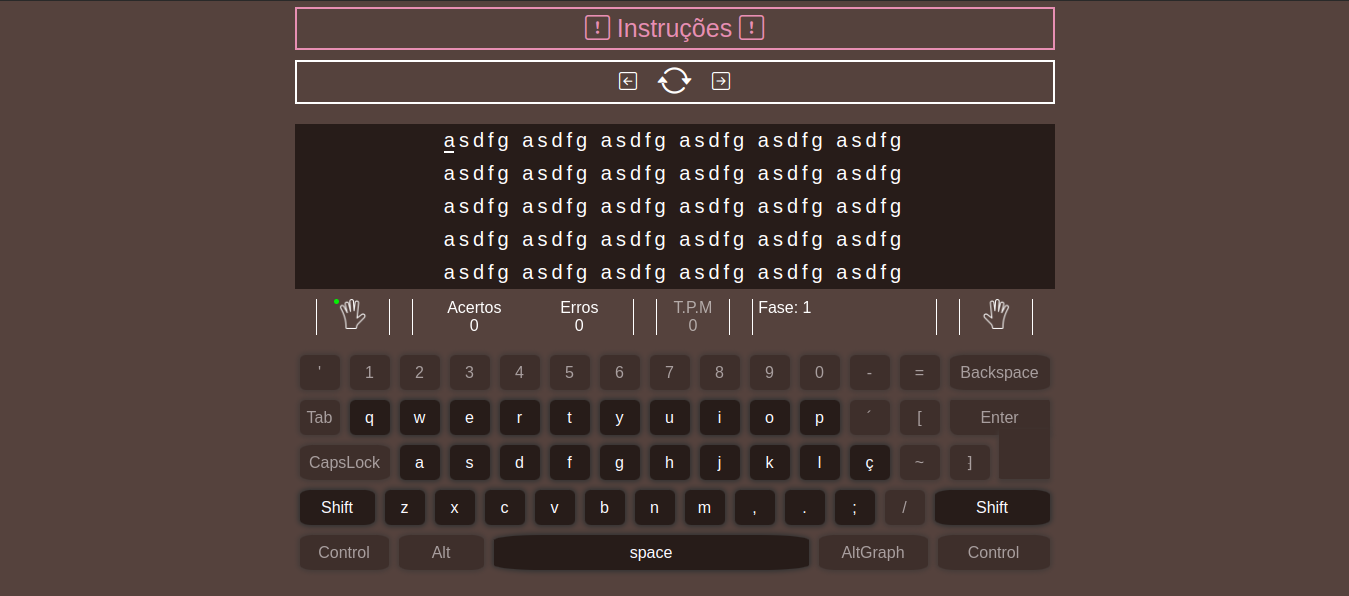 ! Instruções !
asdfg asdfg asdfg asdfg asdfg asdfg
asdfg asdfg asdfg asdfg asdfg asdfg
asdfg asdfg asdfg asdfg asdfg asdfg
asdfg asdfg asdfg asdfg asdfg asdfg
asdfg asdfg asdfg asdfg asdfg asdfg
Acertos Erros T.P.M Fase: 1
0 0 0
' 1 2 3 4 5 6 7 8 9 0 - = Backspace
Tab q w e r t y u i o p ´ [ Enter
CapsLock a s d f g h j k l ç ~ ]
Shift z x c v b n m , . ; / Shift
Control Alt space AltGraph Control